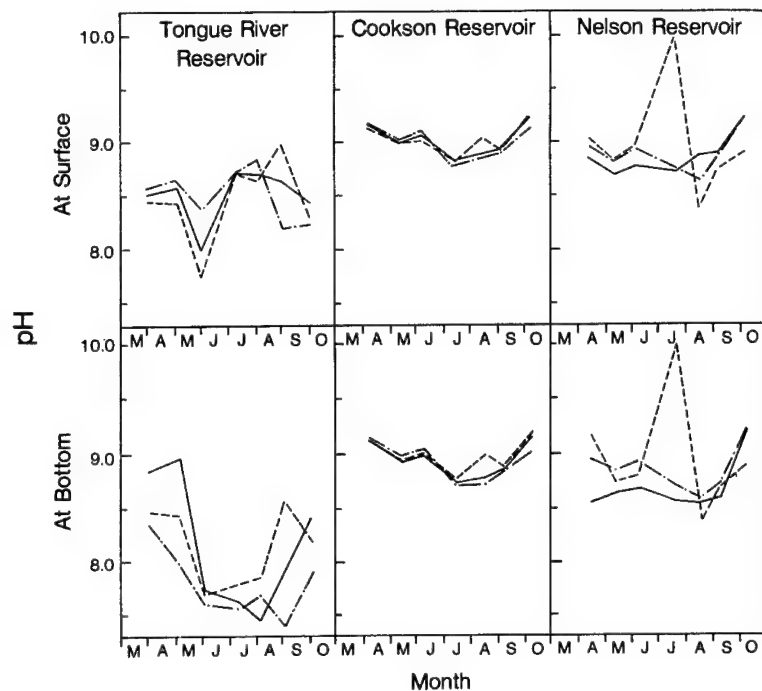 Tongue River
Reservoir
Cookson Reservoir
Nelson Reservoir
At Surface
10.0
9.0
8.0
pH
M A M J J A S O
M A M J J A S O
M A M J J A S O
At Bottom
10.0
9.0
8.0
M A M J J A S O
M A M J J A S O
M A M J J A S O
Month